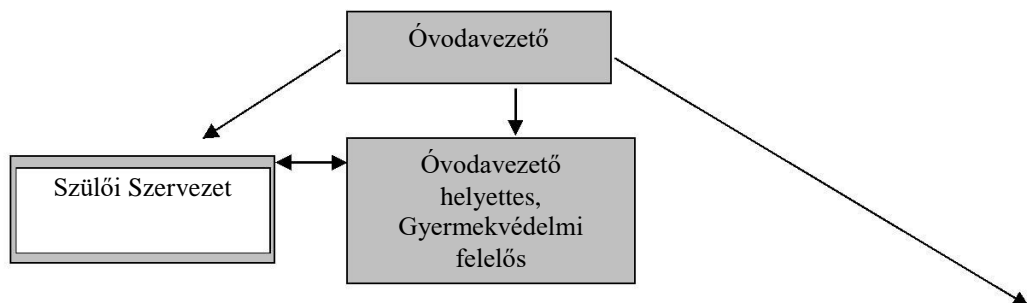 Óvodavezető
Szülői Szervezet
Óvodavezető
helyettes,
Gyermekvédelmi
felelős